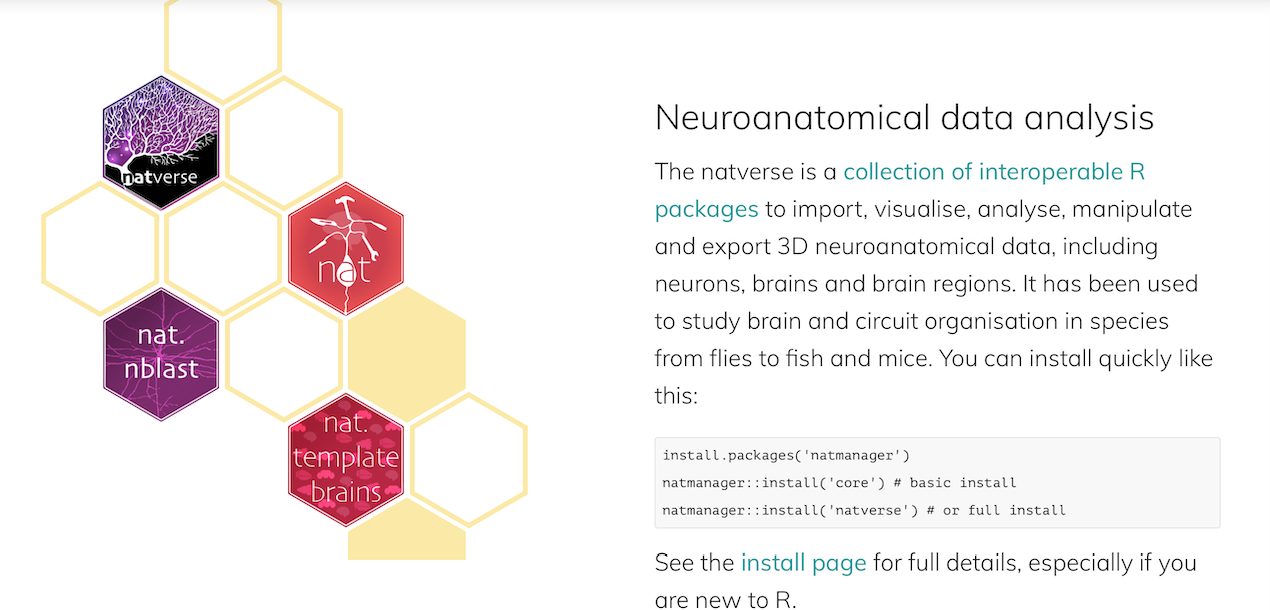 natverse
nat
nat.
nblast
nat.
template
brains
Neuroanatomical data analysis
The natverse is a collection of interoperable R
packages to import, visualise, analyse, manipulate
and export 3D neuroanatomical data, including
neurons, brains and brain regions. It has been used
to study brain and circuit organisation in species
from flies to fish and mice. You can install quickly like
this:
install.packages('natmanager')
natmanager::install('core') # basic install
natmanager::install('natverse') # or full install
See the install page for full details, especially if you
are new to R.